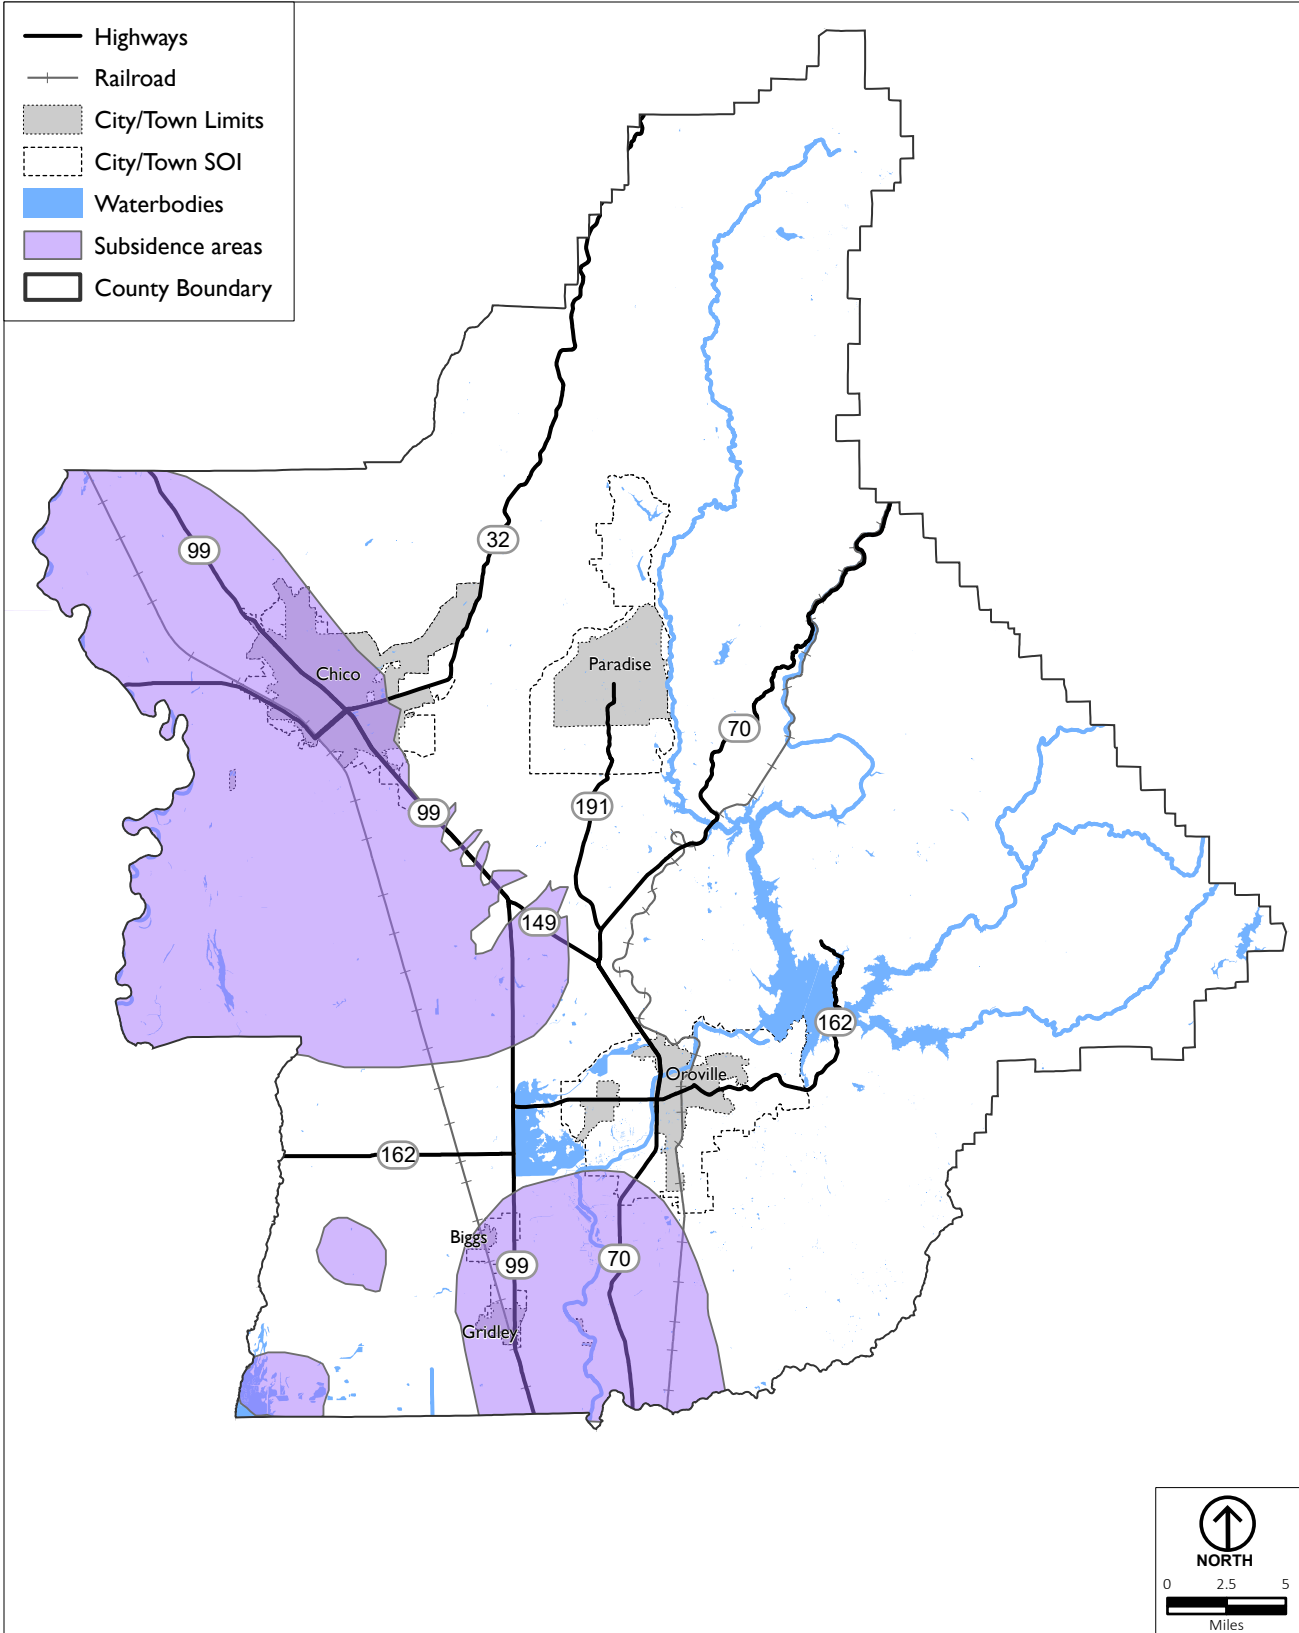 Highways
Railroad
City/Town Limits
City/Town SOI
Waterbodies
Subsidence areas
County Boundary
32
99
Chico
Paradise
70
191
99
149
162
Oroville
162
Biggs
99
70
Gridley
NORTH
0 2.5 5
Miles